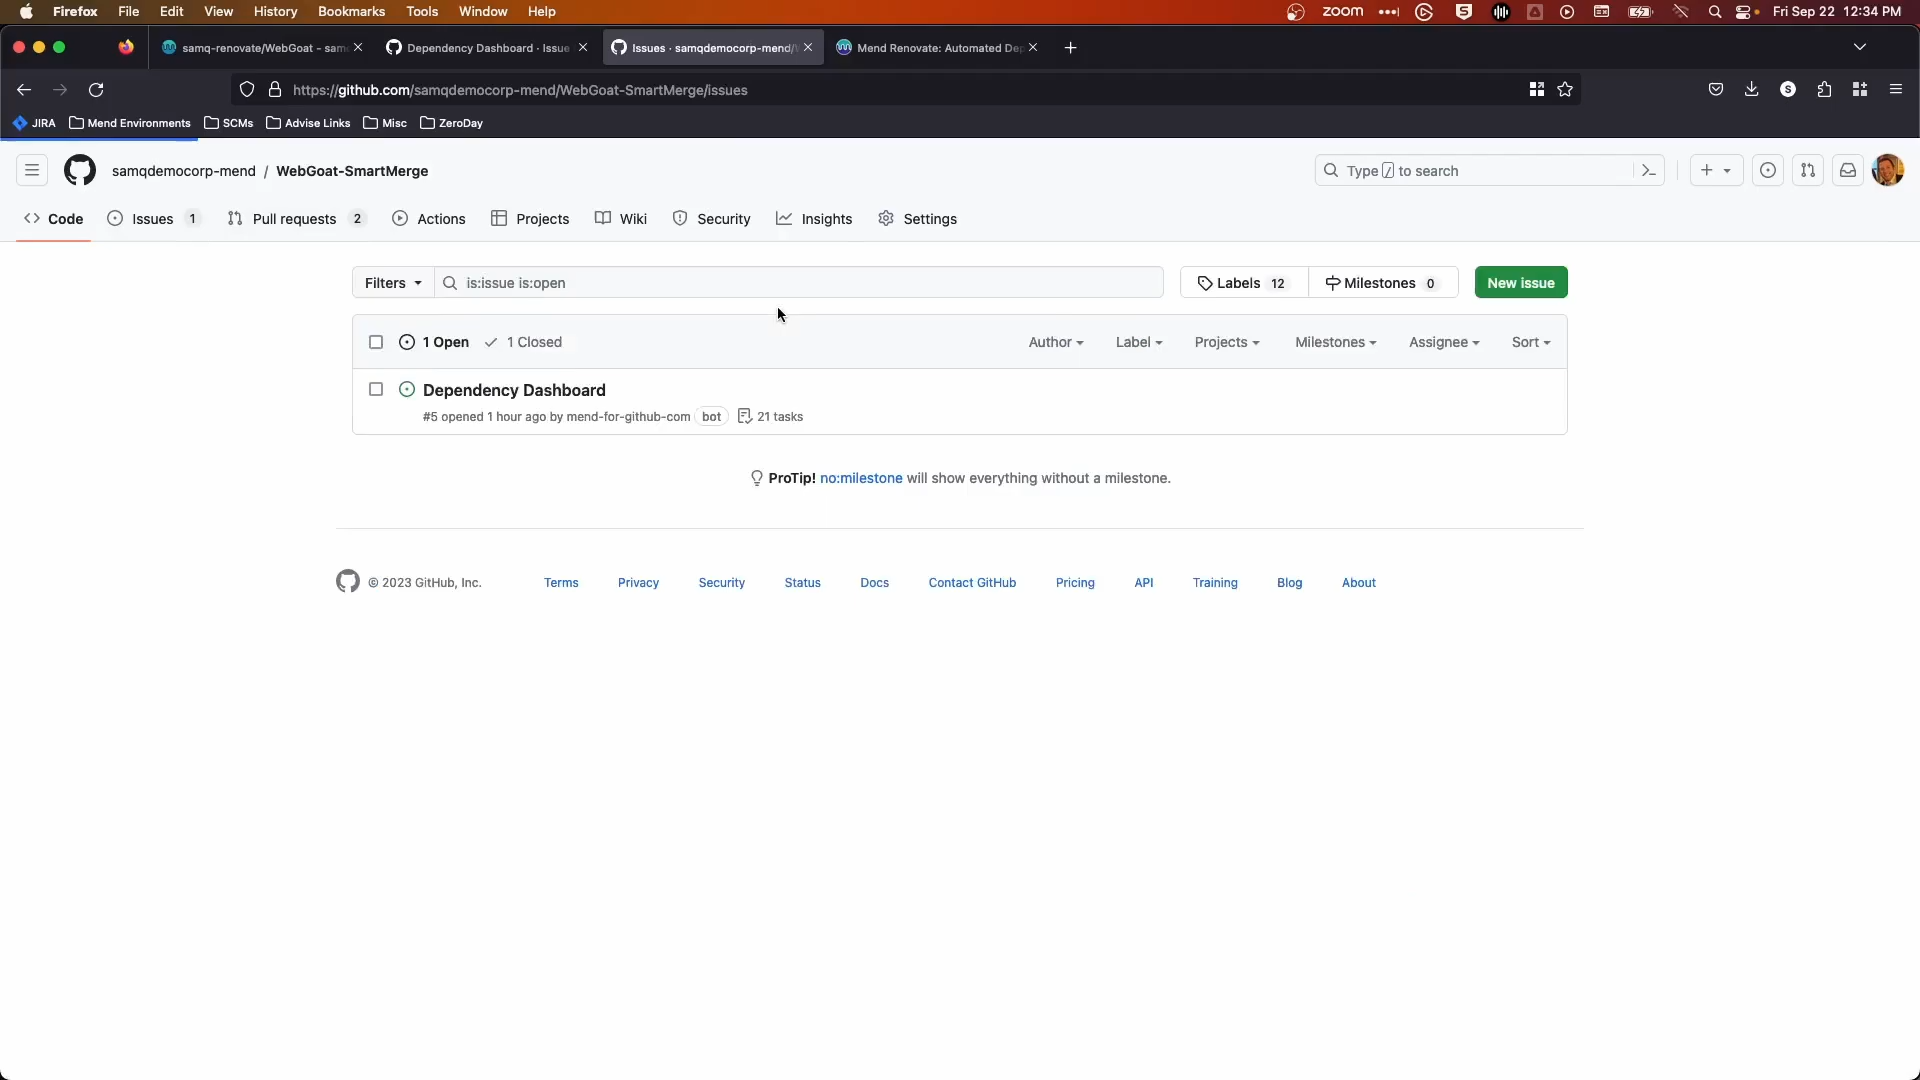 Firefox File Edit View History Bookmarks Tools Window Help zoom Fri Sep 22 12:34 PM
samq-renovate/WebGoat - sam Dependency Dashboard · Issue Issues · samqdemocorp-mend/ Mend Renovate: Automated De
https://github.com/samqdemocorp-mend/WebGoat-SmartMerge/issues
JIRA Mend Environments SCMs Advise Links Misc ZeroDay
samqdemocorp-mend / WebGoat-SmartMerge Type / to search
Code Issues 1 Pull requests 2 Actions Projects Wiki Security Insights Settings
Filters is:issue is:open Labels 12 Milestones 0 New issue
1 Open 1 Closed Author Label Projects Milestones Assignee Sort
Dependency Dashboard
#5 opened 1 hour ago by mend-for-github-com bot 21 tasks
ProTip! no:milestone will show everything without a milestone.
© 2023 GitHub, Inc. Terms Privacy Security Status Docs Contact GitHub Pricing API Training Blog About